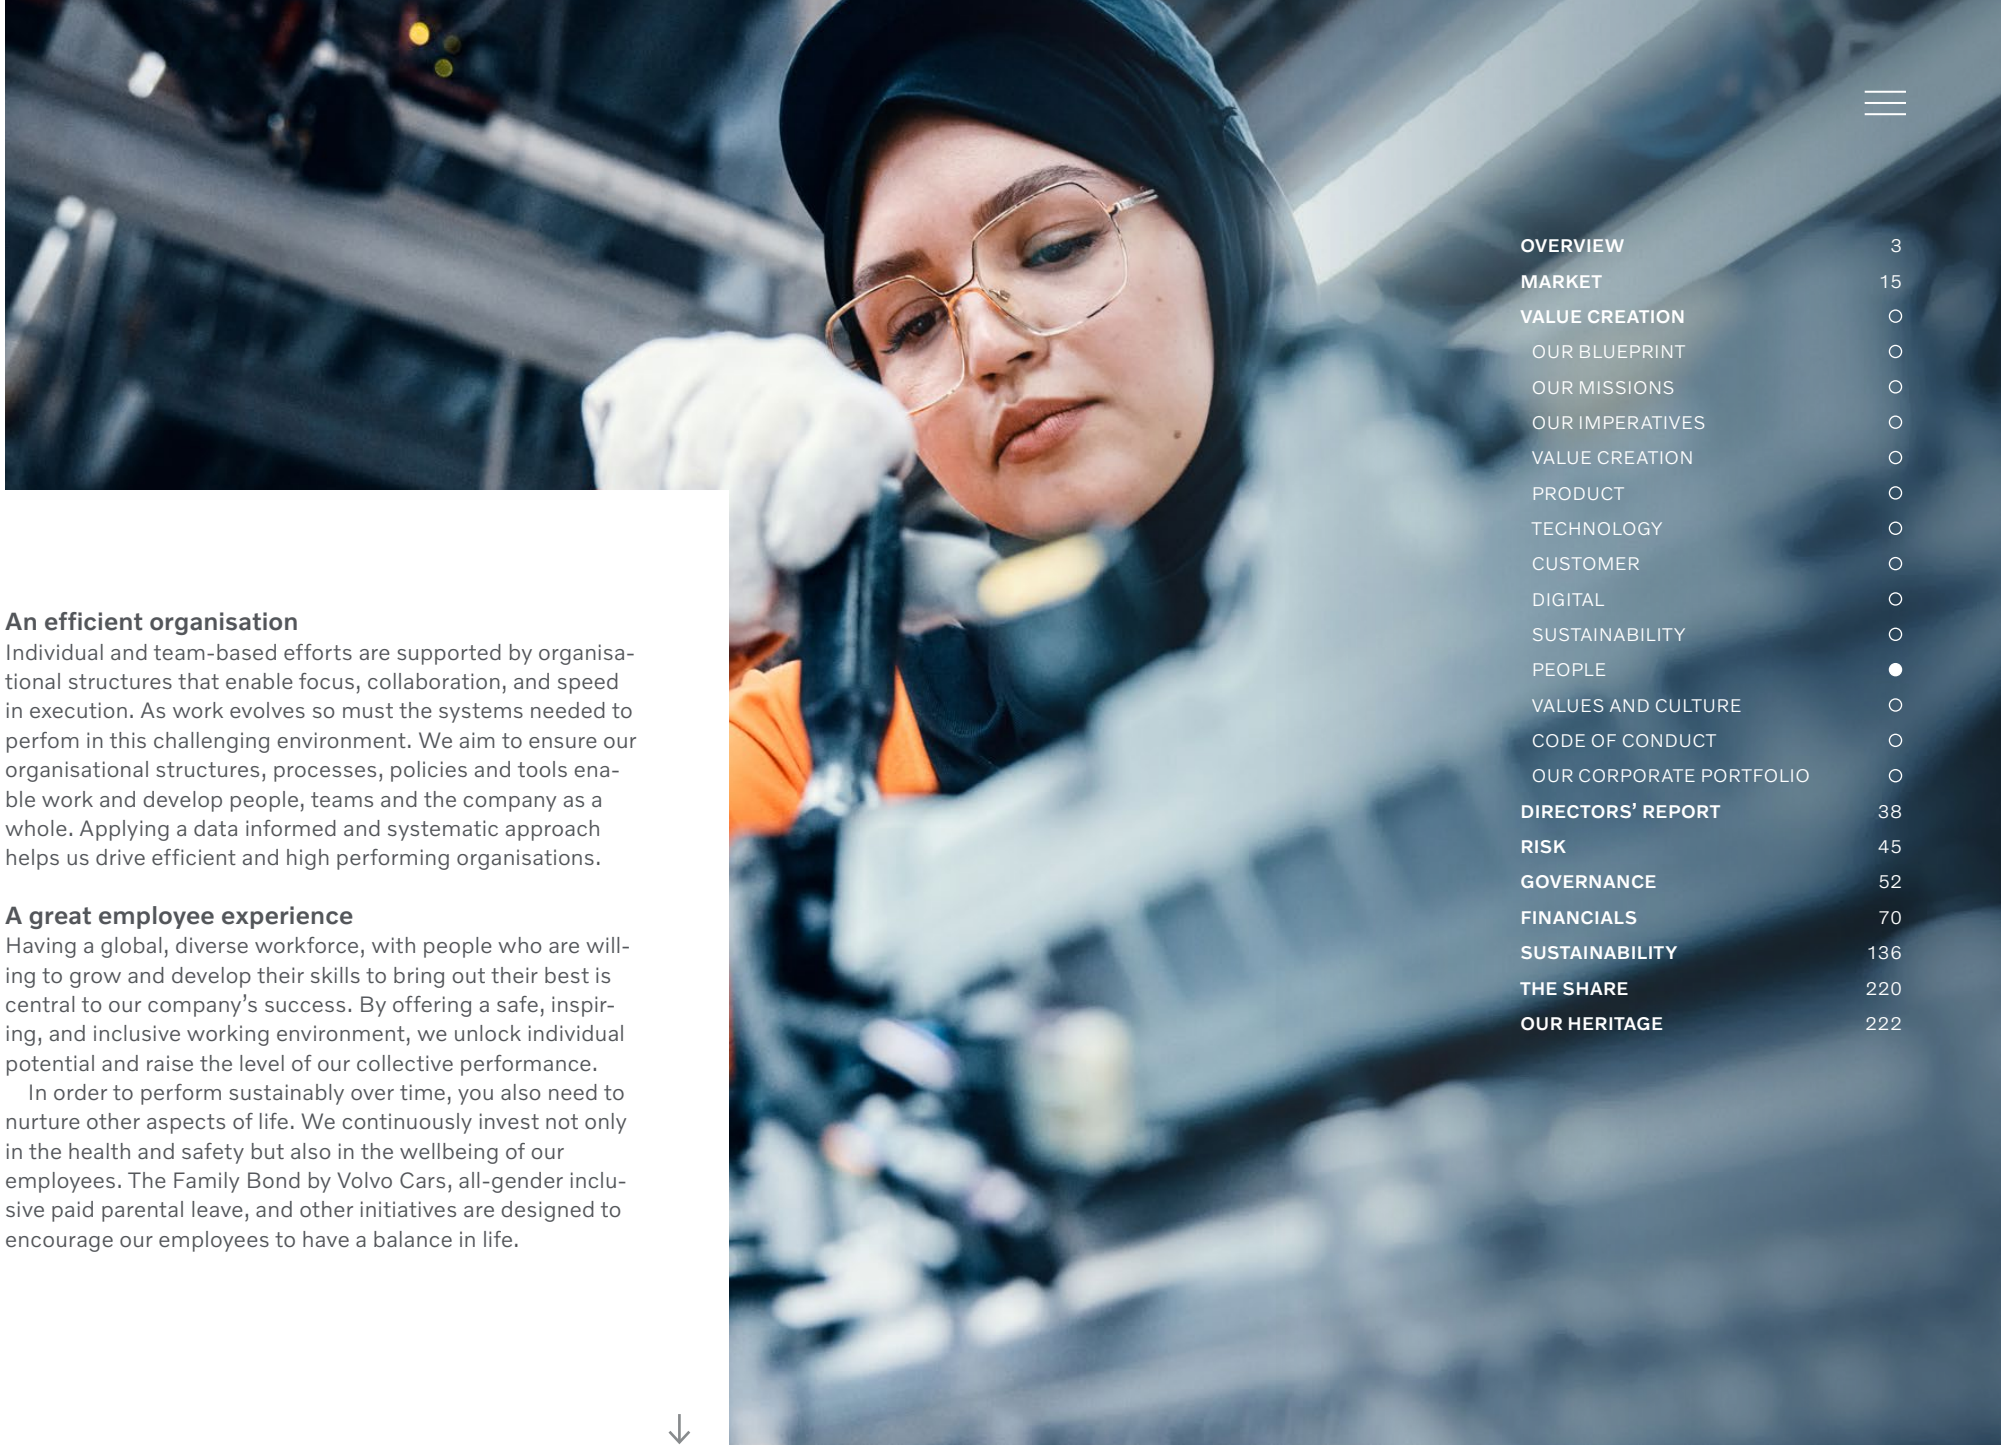 An efficient organisation
Individual and team-based efforts are supported by organisa-
tional structures that enable focus, collaboration, and speed
in execution. As work evolves so must the systems needed to
perfom in this challenging environment. We aim to ensure our
organisational structures, processes, policies and tools ena-
ble work and develop people, teams and the company as a
whole. Applying a data informed and systematic approach
helps us drive efficient and high performing organisations.
A great employee experience
Having a global, diverse workforce, with people who are will-
ing to grow and develop their skills to bring out their best is
central to our company's success. By offering a safe, inspir-
ing, and inclusive working environment, we unlock individual
potential and raise the level of our collective performance.
In order to perform sustainably over time, you also need to
nurture other aspects of life. We continuously invest not only
in the health and safety but also in the wellbeing of our
employees. The Family Bond by Volvo Cars, all-gender inclu-
sive paid parental leave, and other initiatives are designed to
encourage our employees to have a balance in life.
OVERVIEW 3
MARKET 15
VALUE CREATION
OUR BLUEPRINT
OUR MISSIONS
OUR IMPERATIVES
VALUE CREATION
PRODUCT
TECHNOLOGY
CUSTOMER
DIGITAL
SUSTAINABILITY
PEOPLE
VALUES AND CULTURE
CODE OF CONDUCT
OUR CORPORATE PORTFOLIO
DIRECTORS' REPORT 38
RISK 45
GOVERNANCE 52
FINANCIALS 70
SUSTAINABILITY 136
THE SHARE 220
OUR HERITAGE 222